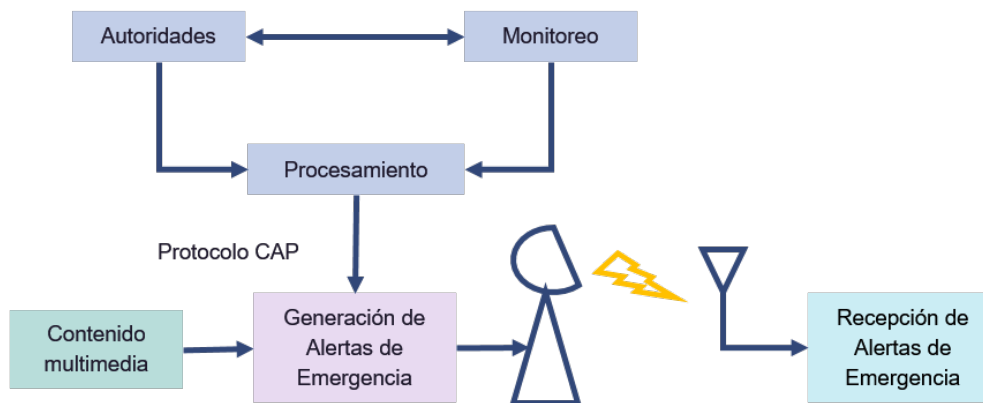 Autoridades
Monitoreo
Procesamiento
Protocolo CAP
Contenido
multimedia
Generación de
Alertas de
Emergencia
Recepción de
Alertas de
Emergencia